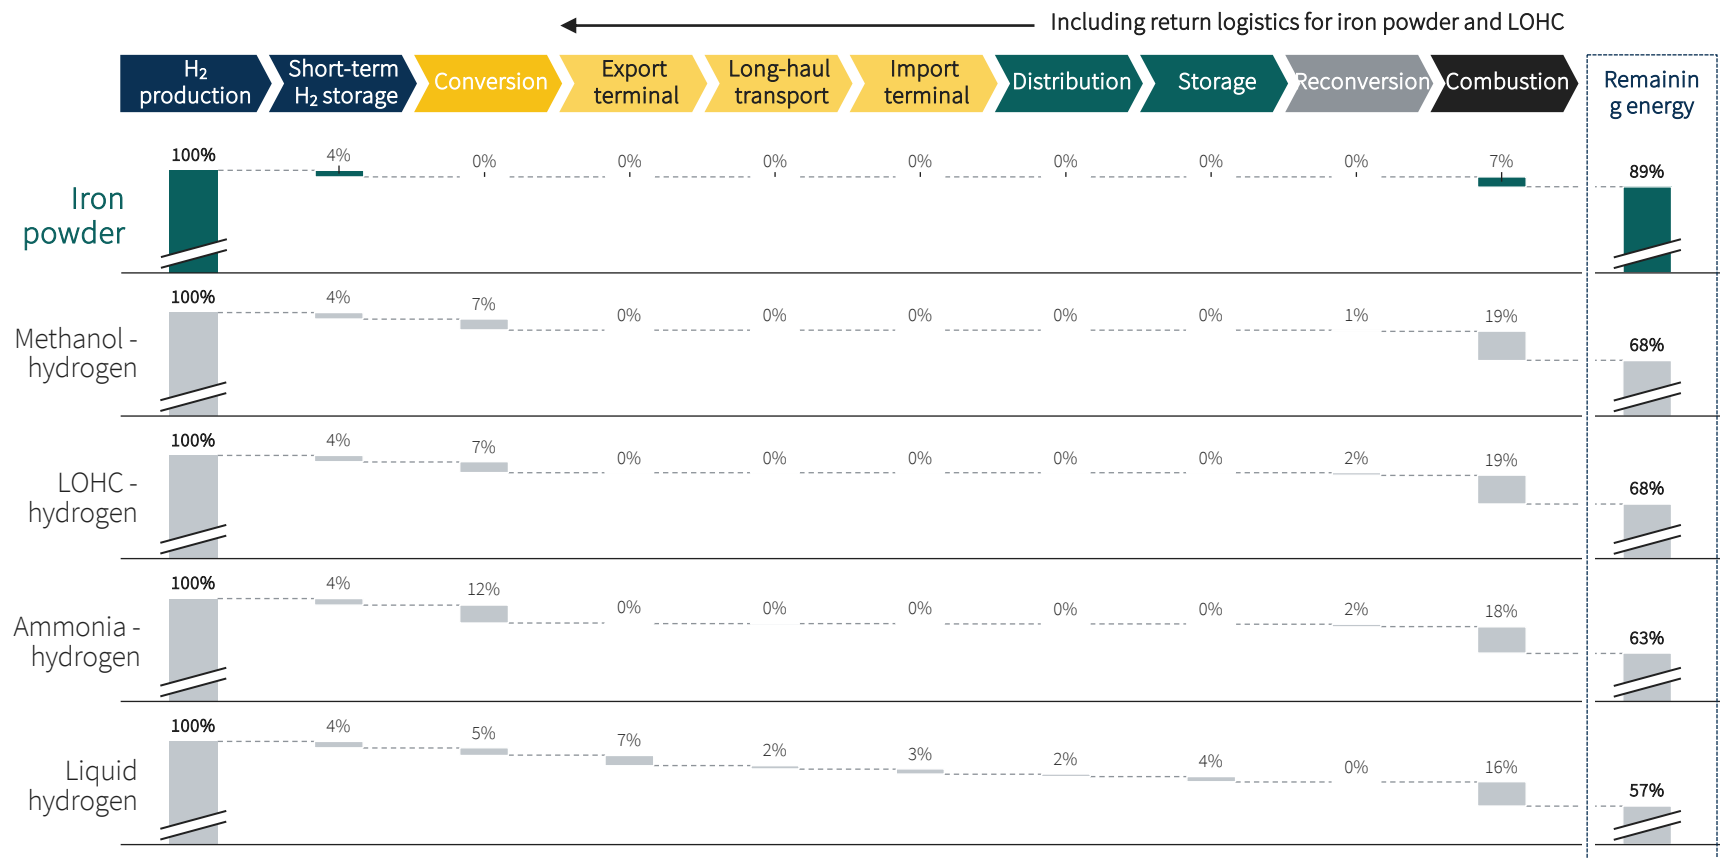 Including return logistics for iron powder and LOHC
H₂
production
Short-term
H₂ storage
Conversion
Export
terminal
Long-haul
transport
Import
terminal
Distribution
Storage
Reconversion
Combustion
Remainin
g energy
Iron
powder
100%
4%
0%
0%
0%
0%
0%
0%
0%
7%
89%
Methanol -
hydrogen
100%
4%
7%
0%
0%
0%
0%
0%
1%
19%
68%
LOHC -
hydrogen
100%
4%
7%
0%
0%
0%
0%
0%
2%
19%
68%
Ammonia -
hydrogen
100%
4%
12%
0%
0%
0%
0%
0%
2%
18%
63%
Liquid
hydrogen
100%
4%
5%
7%
2%
3%
2%
4%
0%
16%
57%